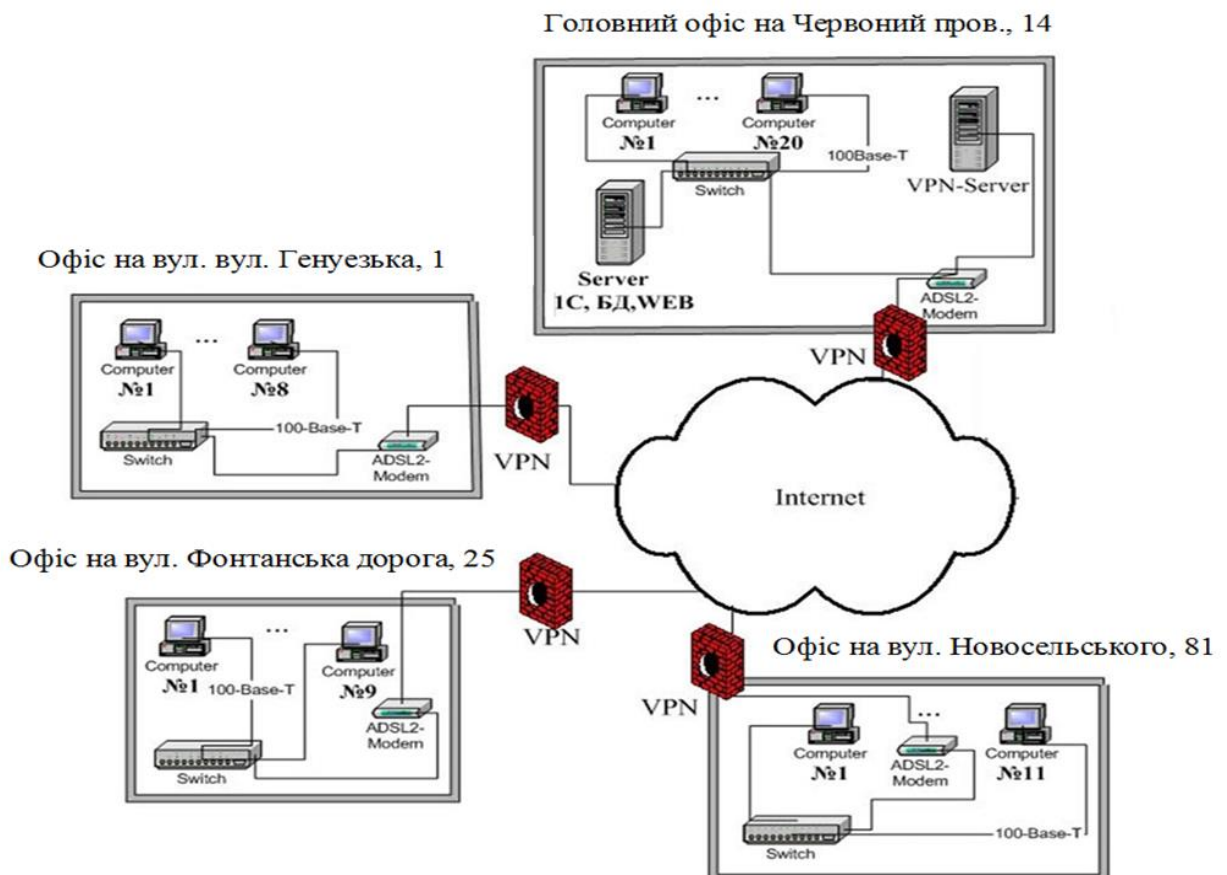 Головний офіс на Червоний пров., 14
Computer
№1
...
Computer
№20
100Base-T
Switch
VPN-Server
Server
1С, БД,WEB
ADSL2-
Modem
VPN
Офіс на вул. вул. Генуезька, 1
Computer
№1
...
Computer
№8
100-Base-T
Switch
ADSL2-
Modem
VPN
Internet
Офіс на вул. Фонтанська дорога, 25
Computer
№1
...
Computer
№9
100-Base-T
ADSL2-
Modem
Switch
VPN
Офіс на вул. Новосельського, 81
VPN
Computer
№1
...
ADSL2-
Modem
Computer
№11
100-Base-T
Switch